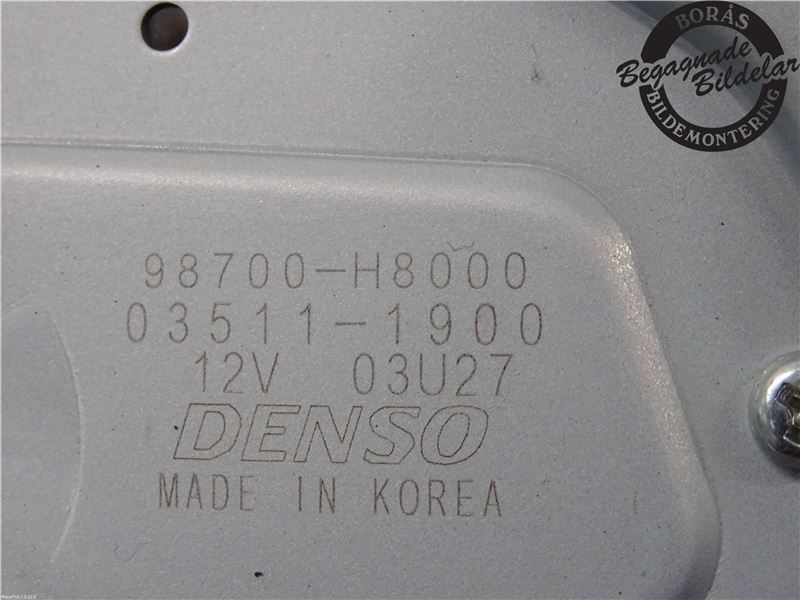 BORÅS
Begagnade
Bildelar
BILDEMONTERING
98700-H8000
03511-1900
12V 03U27
DENSO
MADE IN KOREA